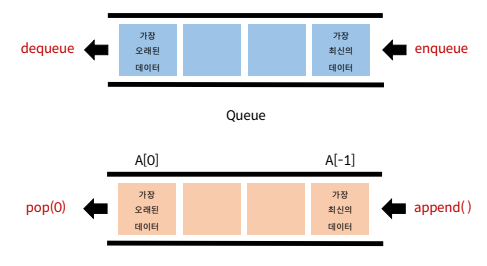 dequeue
가장
오래된
데이터
가장
최신의
데이터
enqueue
Queue
A[0]
A[-1]
pop(0)
가장
오래된
데이터
가장
최신의
데이터
append( )